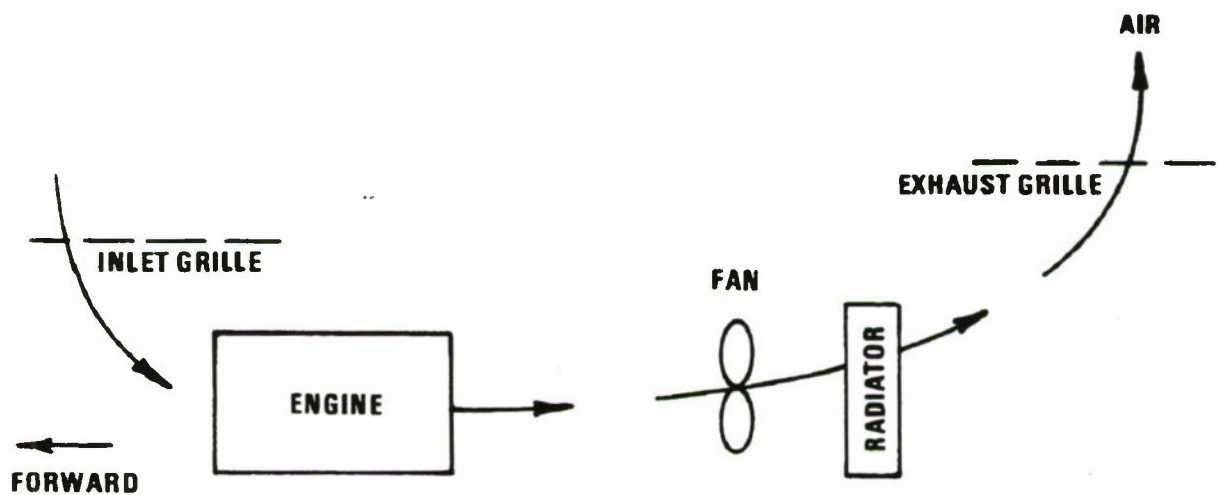 AIR
EXHAUST GRILLE
INLET GRILLE
FAN
ENGINE
RADIATOR
FORWARD